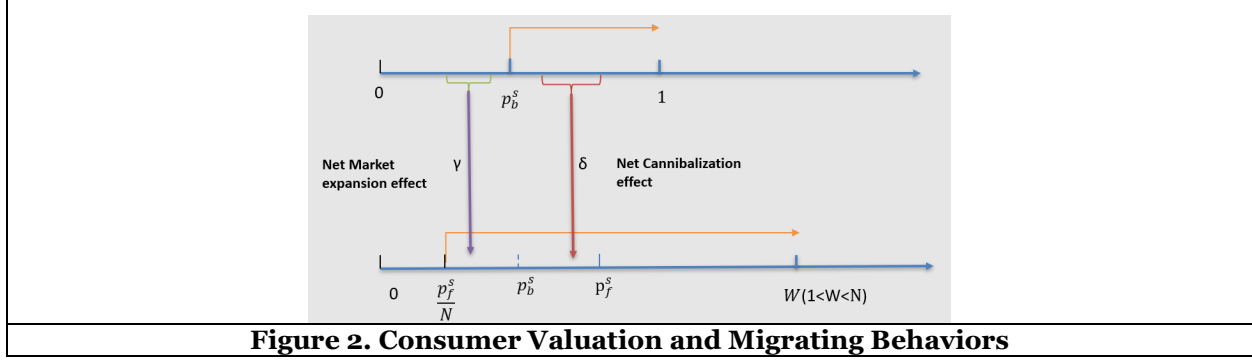 0
p_b^s
1
Net Market
expansion effect
γ
δ
Net Cannibalization
effect
0
p_f^s
N
p_b^s
p_f^s
W(1<W<N)
Figure 2. Consumer Valuation and Migrating Behaviors